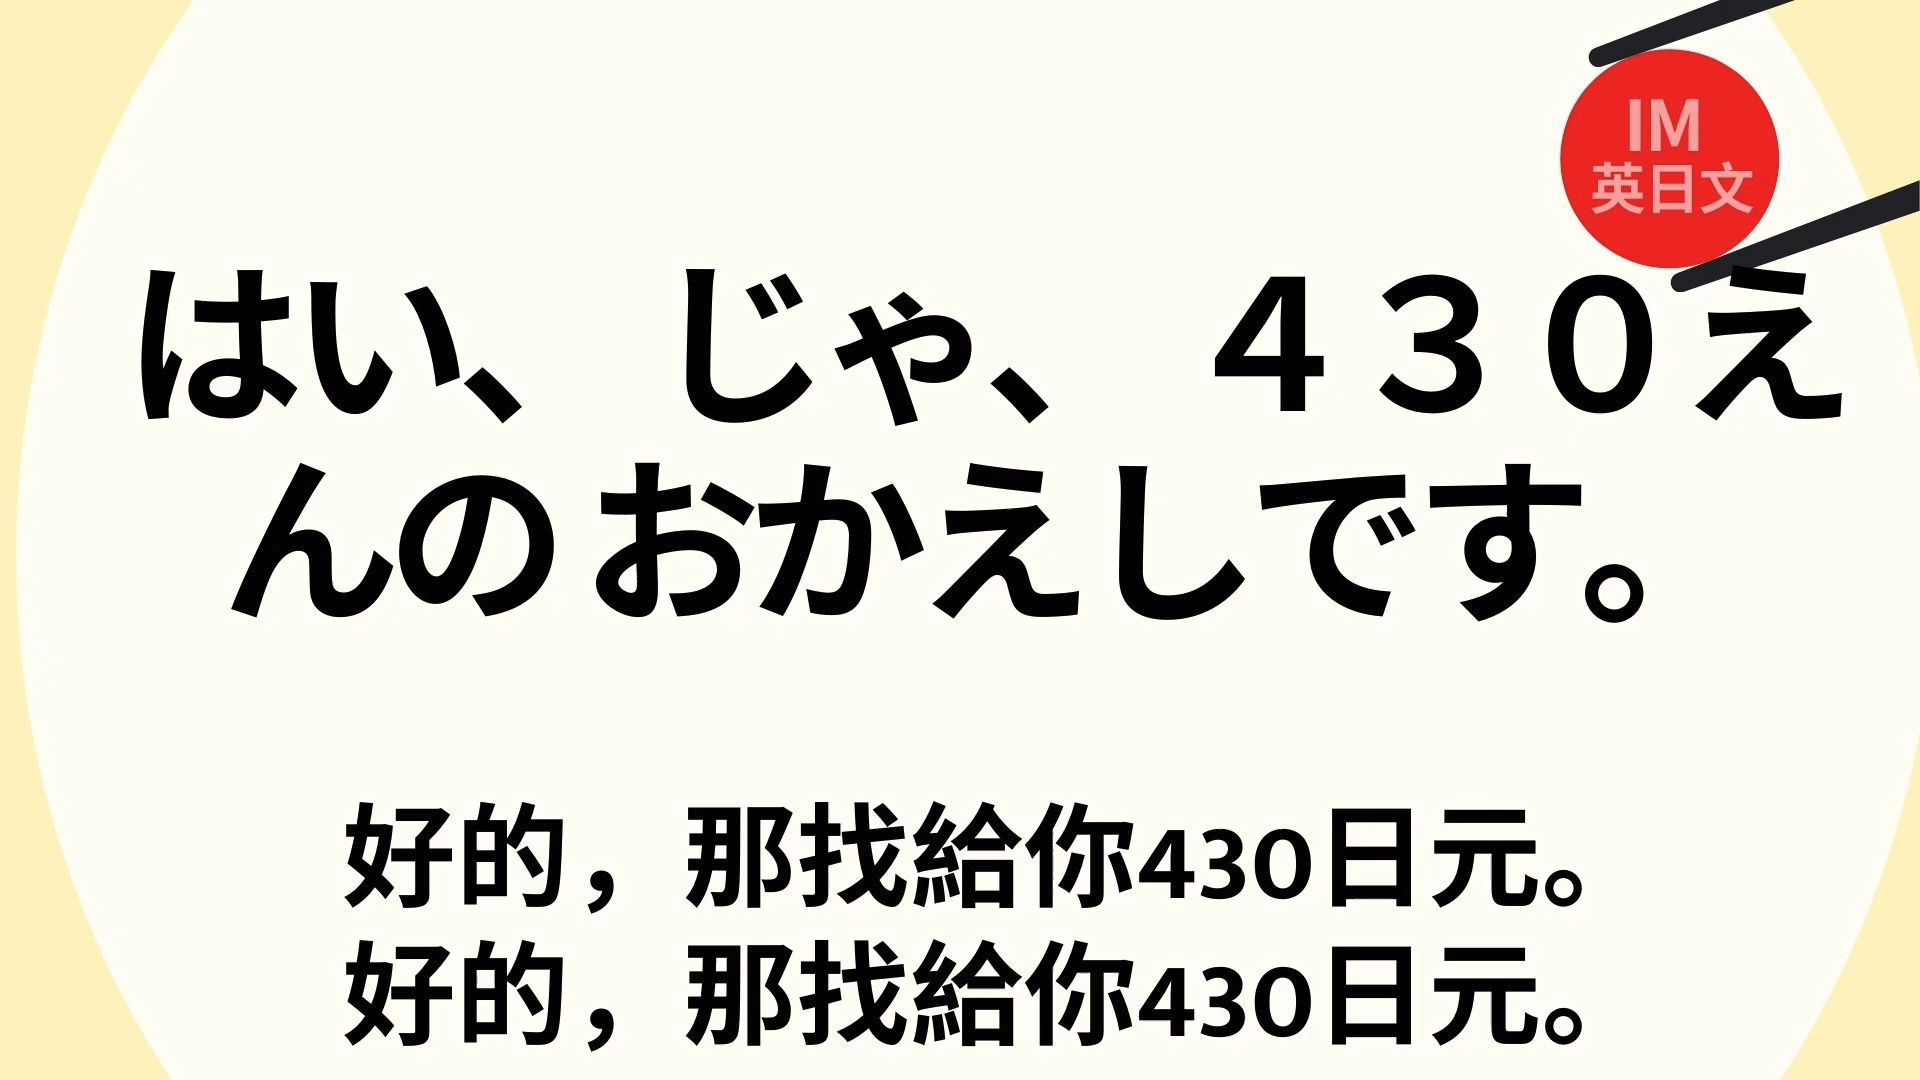 IM
英日文
はい、じゃ、４３０え
んの おかえしです。
好的，那找給你430日元。
好的，那找給你430日元。